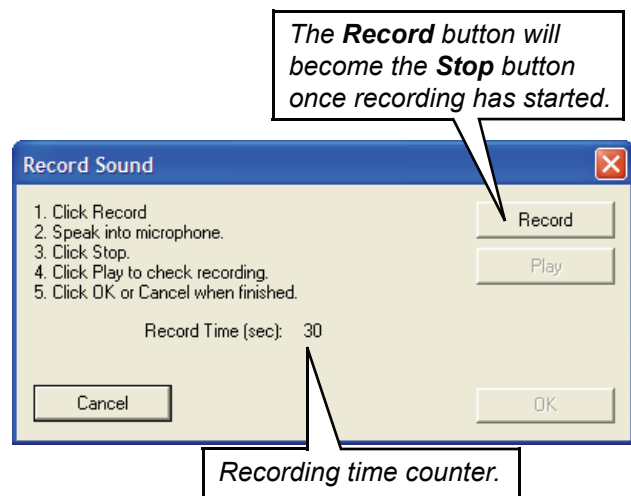 The Record button will
become the Stop button
once recording has started.
Record Sound
1. Click Record
2. Speak into microphone.
3. Click Stop.
4. Click Play to check recording.
5. Click OK or Cancel when finished.
Record
Play
Record Time (sec): 30
Cancel
OK
Recording time counter.